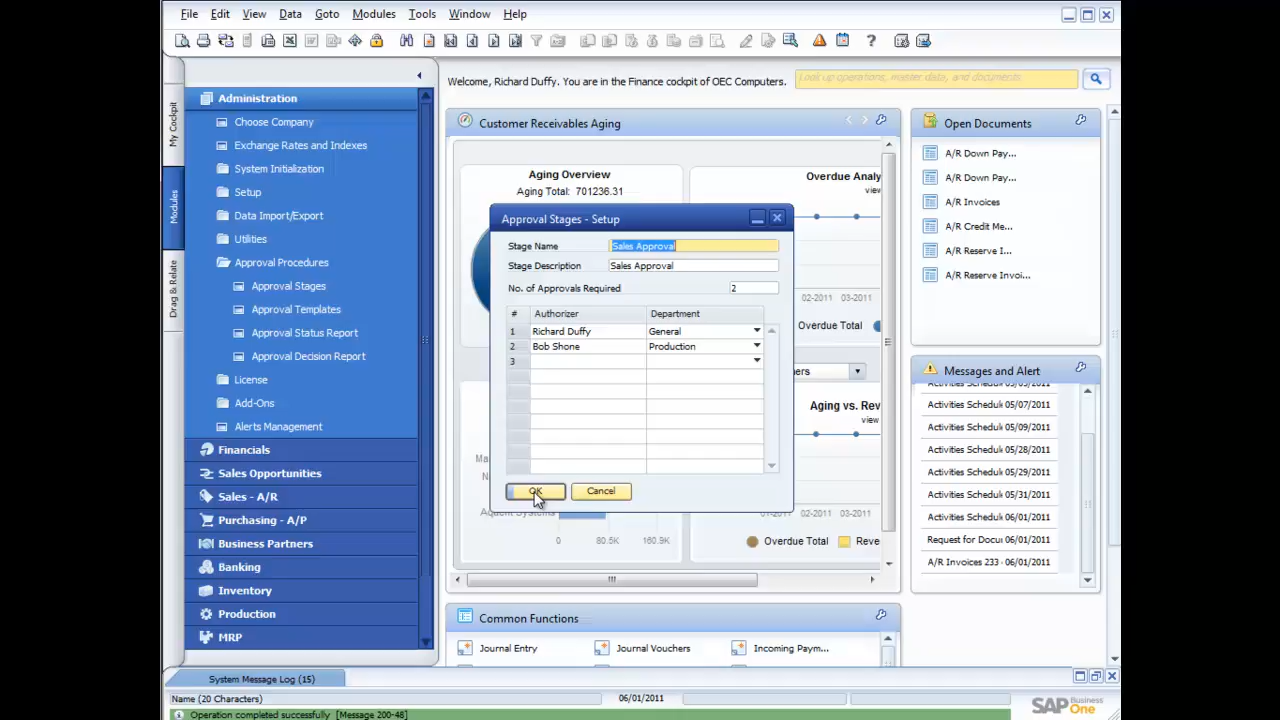 File Edit View Data Goto Modules Tools Window Help
Welcome, Richard Duffy. You are in the Finance cockpit of OEC Computers.
Look up operations, master data, and documents
My Cockpit
Modules
Drag & Relate
Administration
Choose Company
Exchange Rates and Indexes
System Initialization
Setup
Data Import/Export
Utilities
Approval Procedures
Approval Stages
Approval Templates
Approval Status Report
Approval Decision Report
License
Add-Ons
Alerts Management
Financials
Sales Opportunities
Sales - A/R
Purchasing - A/P
Business Partners
Banking
Inventory
Production
MRP
Customer Receivables Aging
Aging Overview
Aging Total: 701236.31
Overdue Analy
view
02-2011 03-2011
Overdue Total
Aging vs. Rev
view
02-2011 03-2011
Overdue Total Reve
0 80.5K 160.9K
Approval Stages - Setup
Stage Name Sales Approval
Stage Description Sales Approval
No. of Approvals Required 2
# Authorizer Department
1 Richard Duffy General
2 Bob Shone Production
3
OK Cancel
Open Documents
A/R Down Pay...
A/R Down Pay...
A/R Invoices
A/R Credit Me...
A/R Reserve I...
A/R Reserve Invoi...
Messages and Alert
Activities Schedul 05/07/2011
Activities Schedul 05/09/2011
Activities Schedul 05/28/2011
Activities Schedul 05/29/2011
Activities Schedul 05/31/2011
Activities Schedul 06/01/2011
Request for Docu 06/01/2011
A/R Invoices 233 - 06/01/2011
Common Functions
Journal Entry Journal Vouchers Incoming Paym...
System Message Log (15)
Name (20 Characters) 06/01/2011
Operation completed successfully [Message 200-48]
SAP Business One